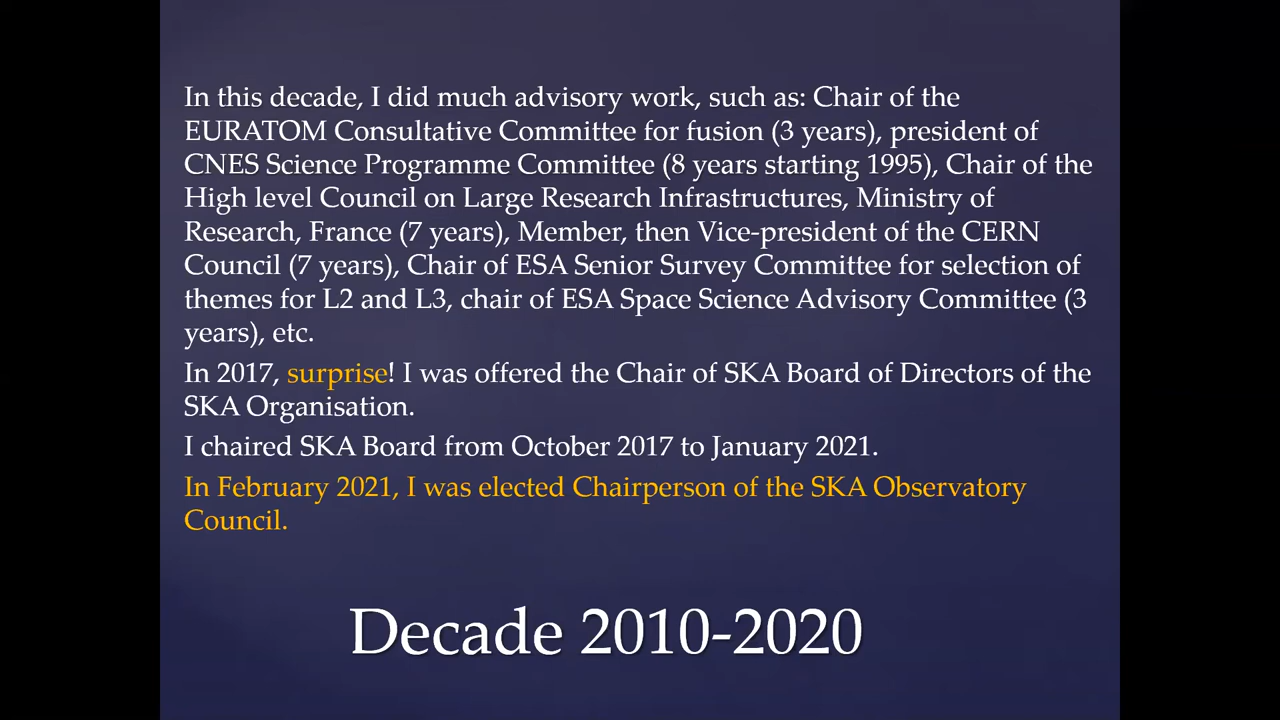 In this decade, I did much advisory work, such as: Chair of the
EURATOM Consultative Committee for fusion (3 years), president of
CNES Science Programme Committee (8 years starting 1995), Chair of the
High level Council on Large Research Infrastructures, Ministry of
Research, France (7 years), Member, then Vice-president of the CERN
Council (7 years), Chair of ESA Senior Survey Committee for selection of
themes for L2 and L3, chair of ESA Space Science Advisory Committee (3
years), etc.
In 2017, surprise! I was offered the Chair of SKA Board of Directors of the
SKA Organisation.
I chaired SKA Board from October 2017 to January 2021.
In February 2021, I was elected Chairperson of the SKA Observatory
Council.
Decade 2010-2020